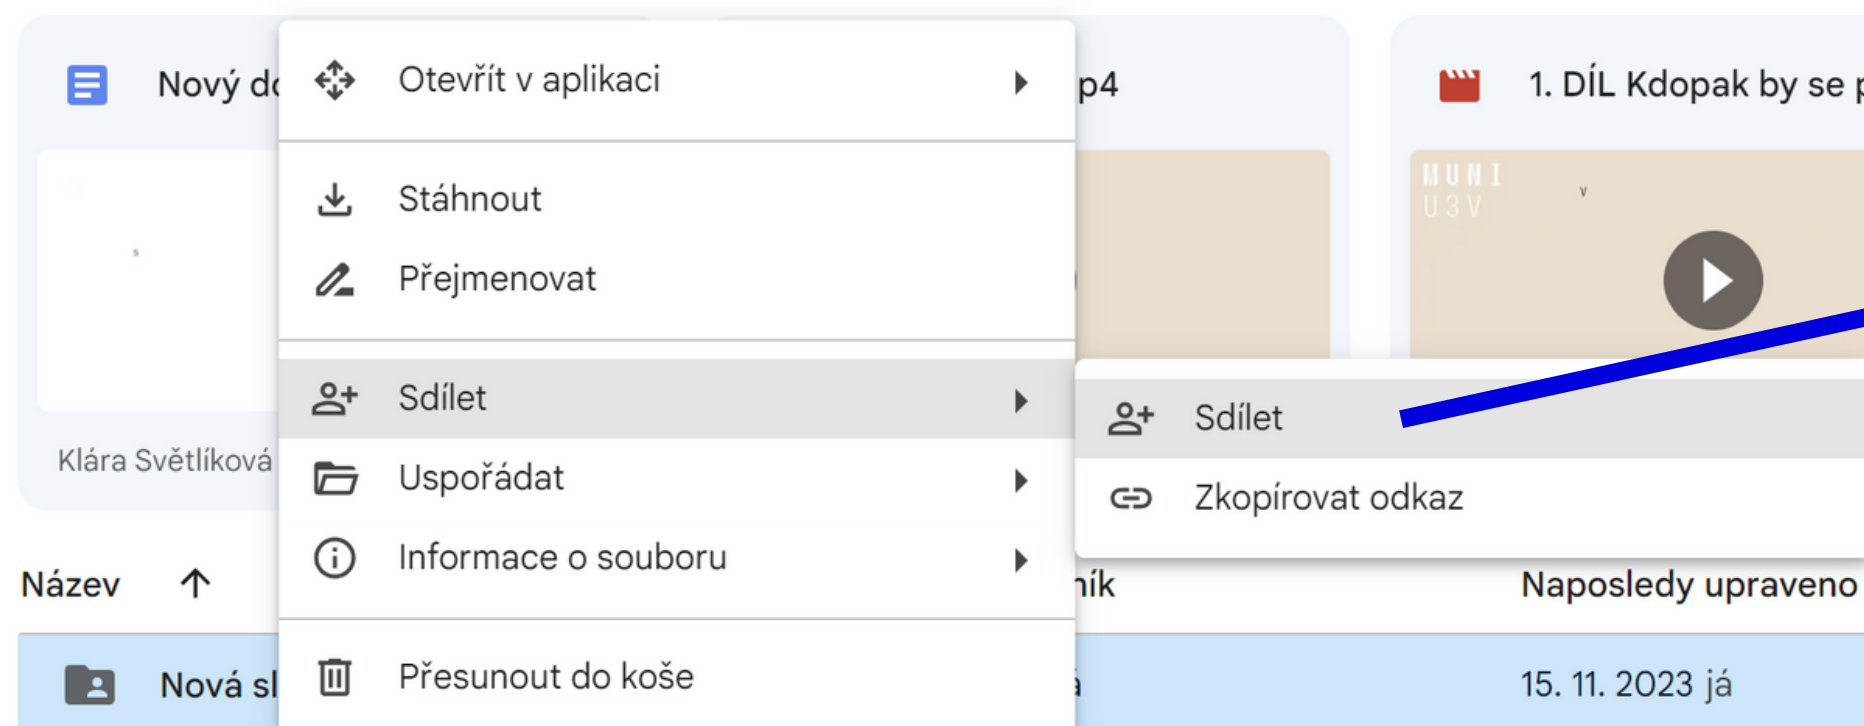 Nový do
p4
1. DÍL Kdopak by se p
Otevřít v aplikaci
Stáhnout
Přejmenovat
Sdílet
Uspořádat
Informace o souboru
Přesunout do koše
MUNI
U3V
v
s
Sdílet
Zkopírovat odkaz
Klára Světlíková
Název
ník
Naposledy upraveno
Nová sl
15. 11. 2023 já